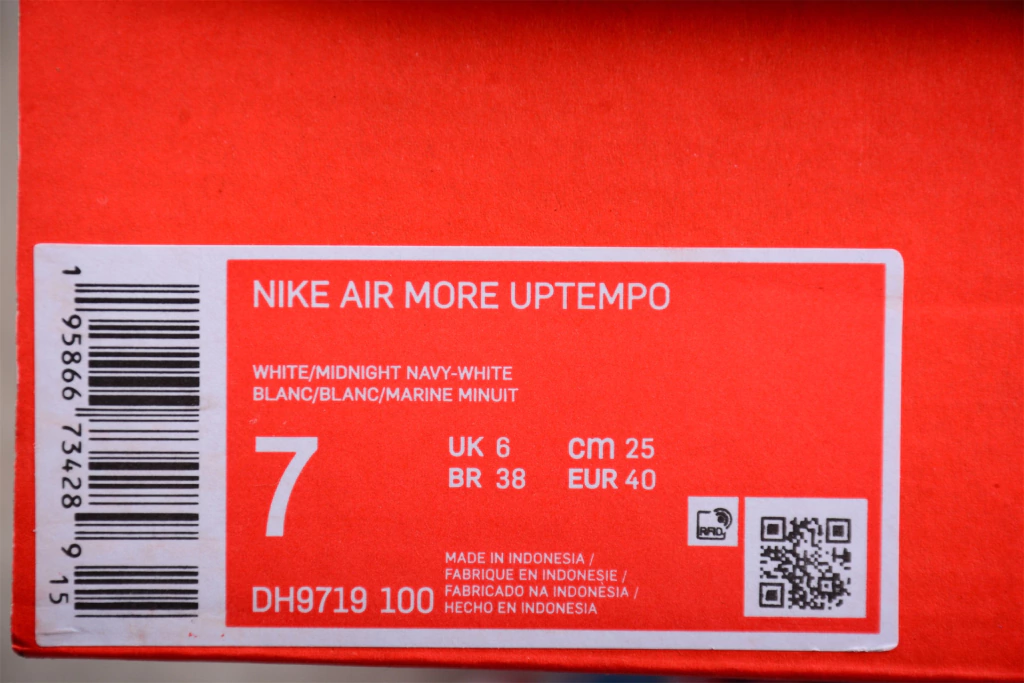 1 95866 73428 9 15
NIKE AIR MORE UPTEMPO
WHITE/MIDNIGHT NAVY-WHITE
BLANC/BLANC/MARINE MINUIT
7
UK 6 cm 25
BR 38 EUR 40
RFID
MADE IN INDONESIA /
FABRIQUE EN INDONESIE /
FABRICADO NA INDONESIA /
HECHO EN INDONESIA
DH9719 100